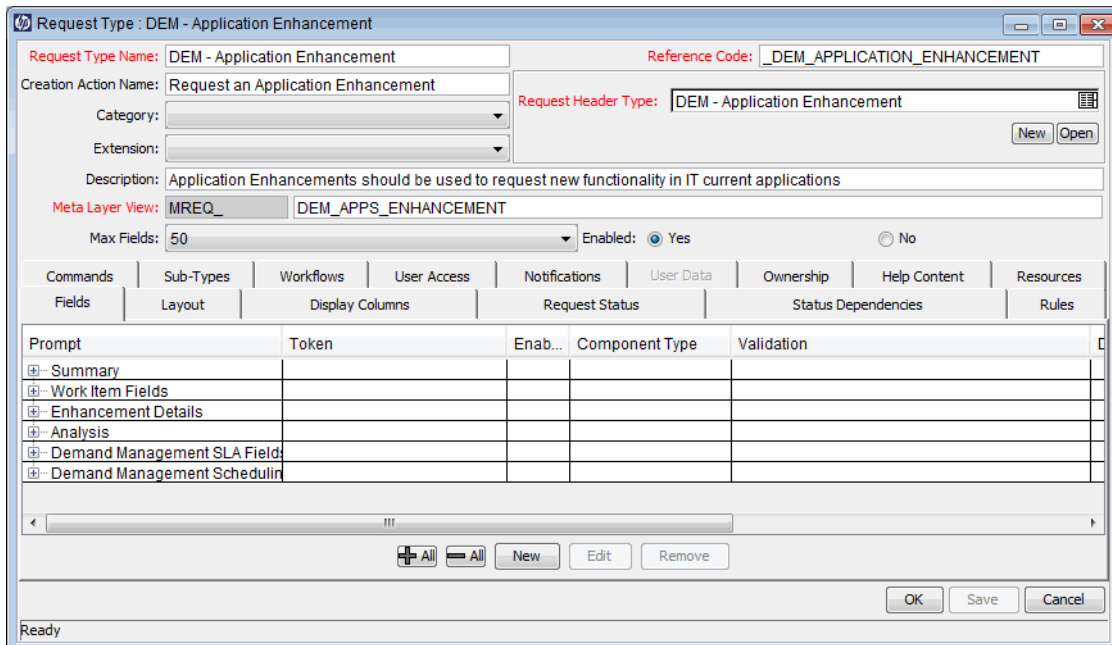 Request Type : DEM - Application Enhancement
Request Type Name: DEM - Application Enhancement Reference Code: _DEM_APPLICATION_ENHANCEMENT
Creation Action Name: Request an Application Enhancement
Request Header Type: DEM - Application Enhancement
Category:
New Open
Extension:
Description: Application Enhancements should be used to request new functionality in IT current applications
Meta Layer View: MREQ_ DEM_APPS_ENHANCEMENT
Max Fields: 50 Enabled: Yes No
Commands Sub-Types Workflows User Access Notifications User Data Ownership Help Content Resources
Fields Layout Display Columns Request Status Status Dependencies Rules
Prompt Token Enab... Component Type Validation D
Summary
Work Item Fields
Enhancement Details
Analysis
Demand Management SLA Fields
Demand Management Schedulin
All All New Edit Remove
OK Save Cancel
Ready